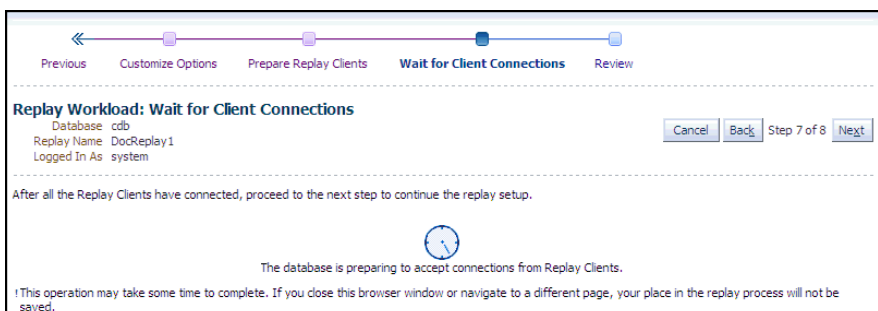 Previous Customize Options Prepare Replay Clients Wait for Client Connections Review
Replay Workload: Wait for Client Connections
Database cdb
Replay Name DocReplay1
Logged In As system
Cancel Back Step 7 of 8 Next
After all the Replay Clients have connected, proceed to the next step to continue the replay setup.
The database is preparing to accept connections from Replay Clients.
! This operation may take some time to complete. If you close this browser window or navigate to a different page, your place in the replay process will not be
saved.